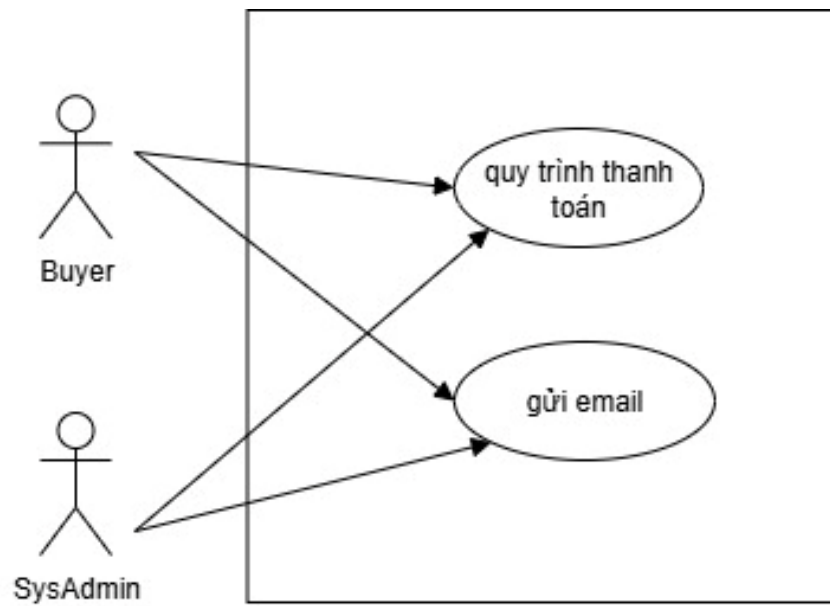 quy trình thanh
toán
Buyer
gửi email
SysAdmin